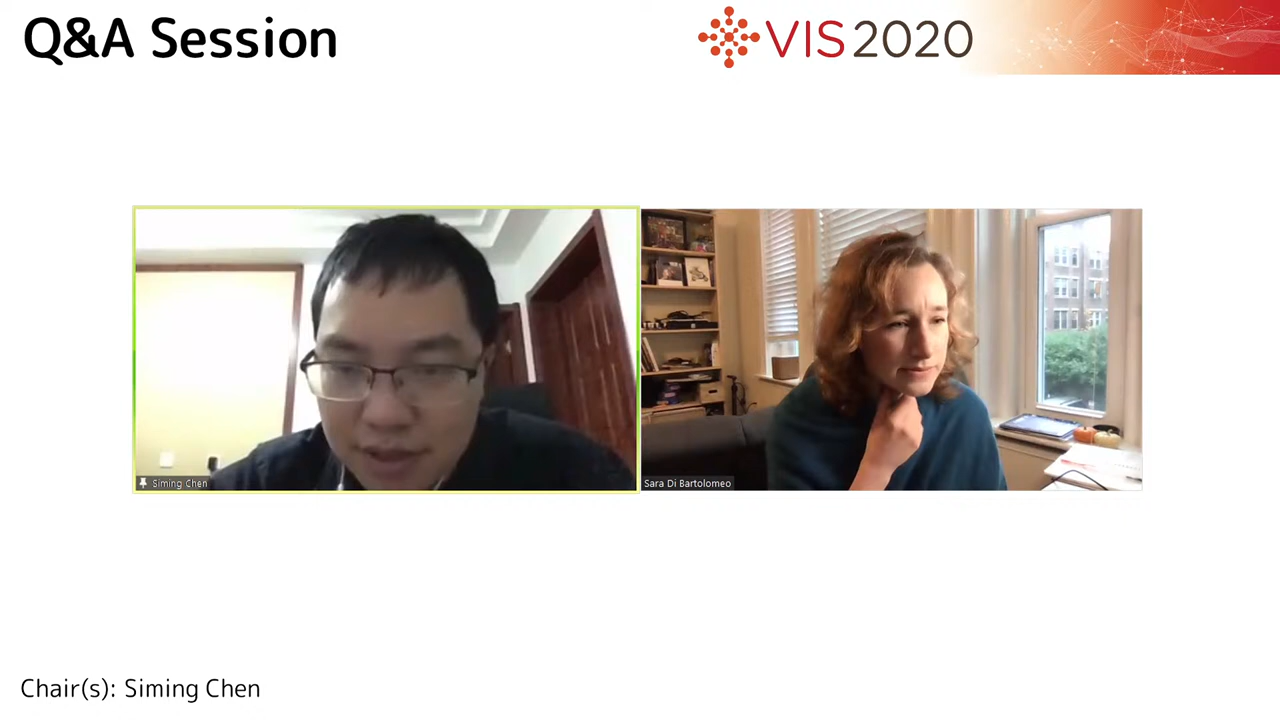 Q&A Session
VIS2020
Siming Chen
Sara Di Bartolomeo
Chair(s): Siming Chen